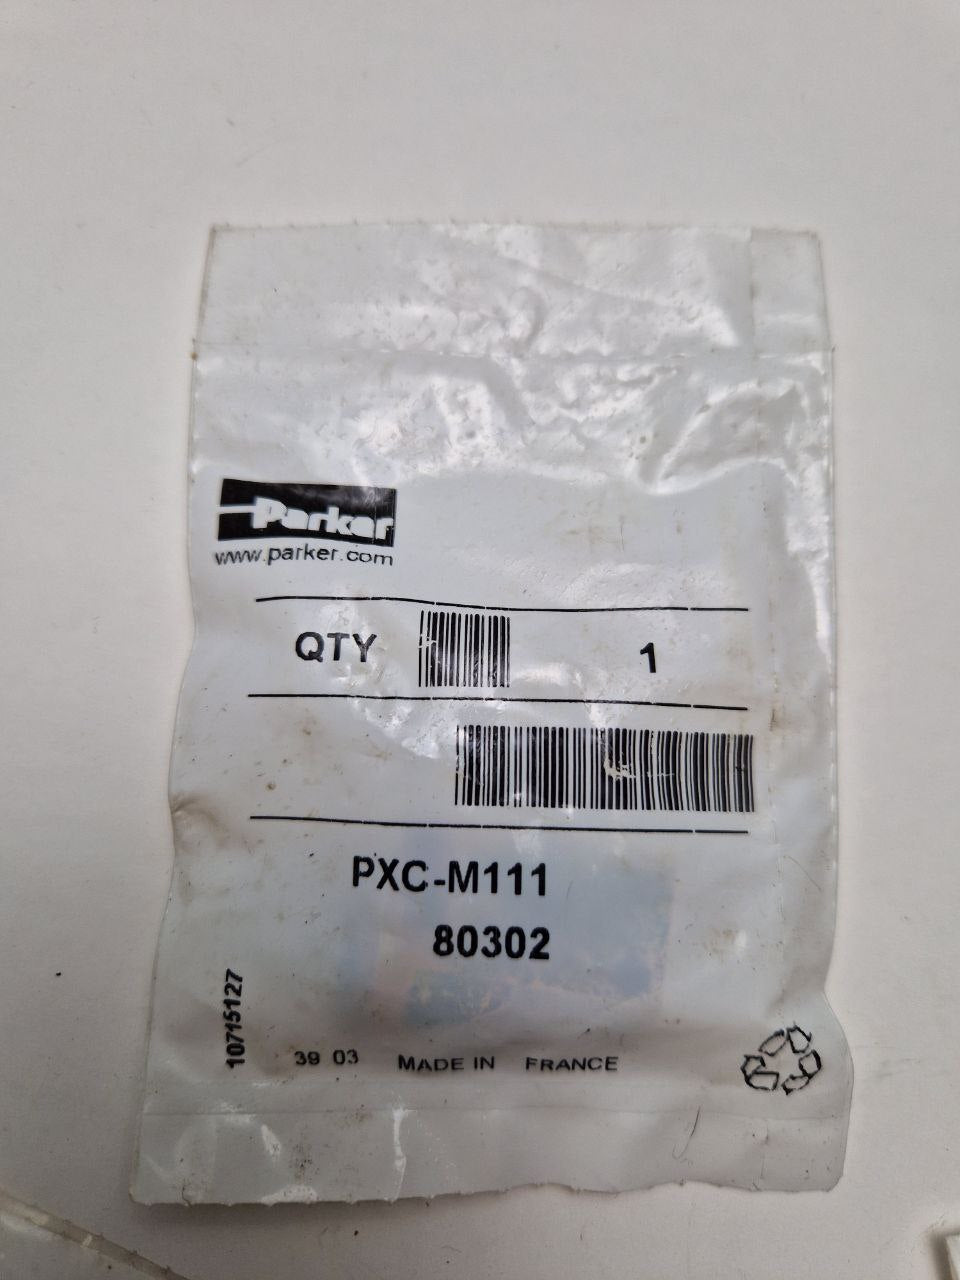 Parker
www.parker.com
QTY 1
PXC-M111
80302
10715127
39 03 MADE IN FRANCE